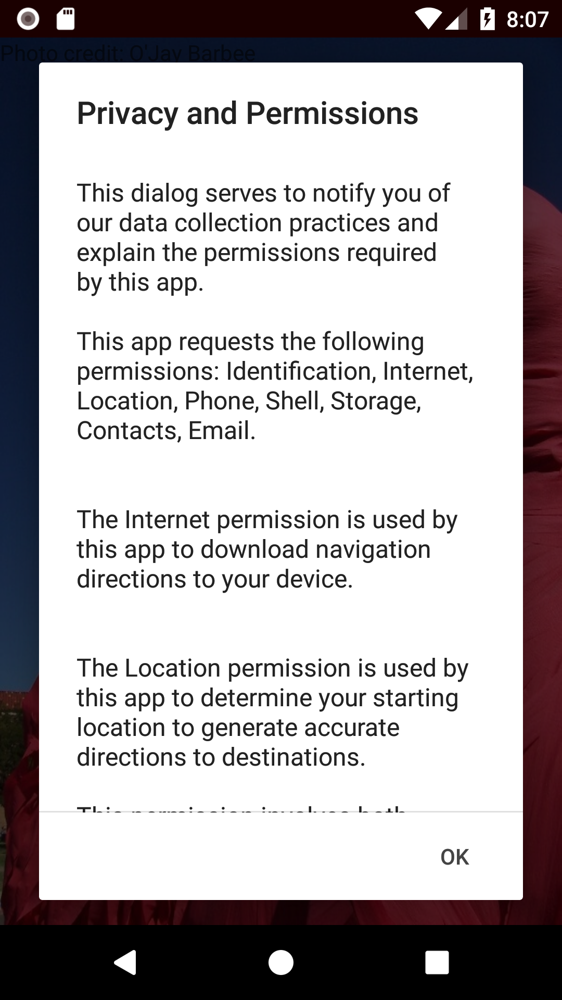 8:07
Photo credit: O'Jay Barbee
Privacy and Permissions
This dialog serves to notify you of
our data collection practices and
explain the permissions required
by this app.
This app requests the following
permissions: Identification, Internet,
Location, Phone, Shell, Storage,
Contacts, Email.
The Internet permission is used by
this app to download navigation
directions to your device.
The Location permission is used by
this app to determine your starting
location to generate accurate
directions to destinations.
This permission involves both
OK